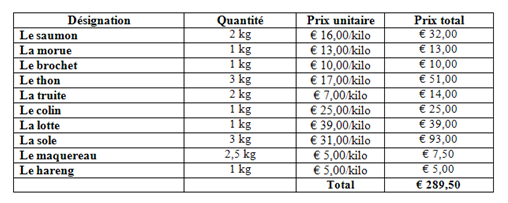 Désignation Quantité Prix unitaire Prix total
Le saumon 2 kg € 16,00/kilo € 32,00
La morue 1 kg € 13,00/kilo € 13,00
Le brochet 1 kg € 10,00/kilo € 10,00
Le thon 3 kg € 17,00/kilo € 51,00
La truite 2 kg € 7,00/kilo € 14,00
Le colin 1 kg € 25,00/kilo € 25,00
La lotte 1 kg € 39,00/kilo € 39,00
La sole 3 kg € 31,00/kilo € 93,00
Le maquereau 2,5 kg € 5,00/kilo € 7,50
Le hareng 1 kg € 5,00/kilo € 5,00
Total € 289,50